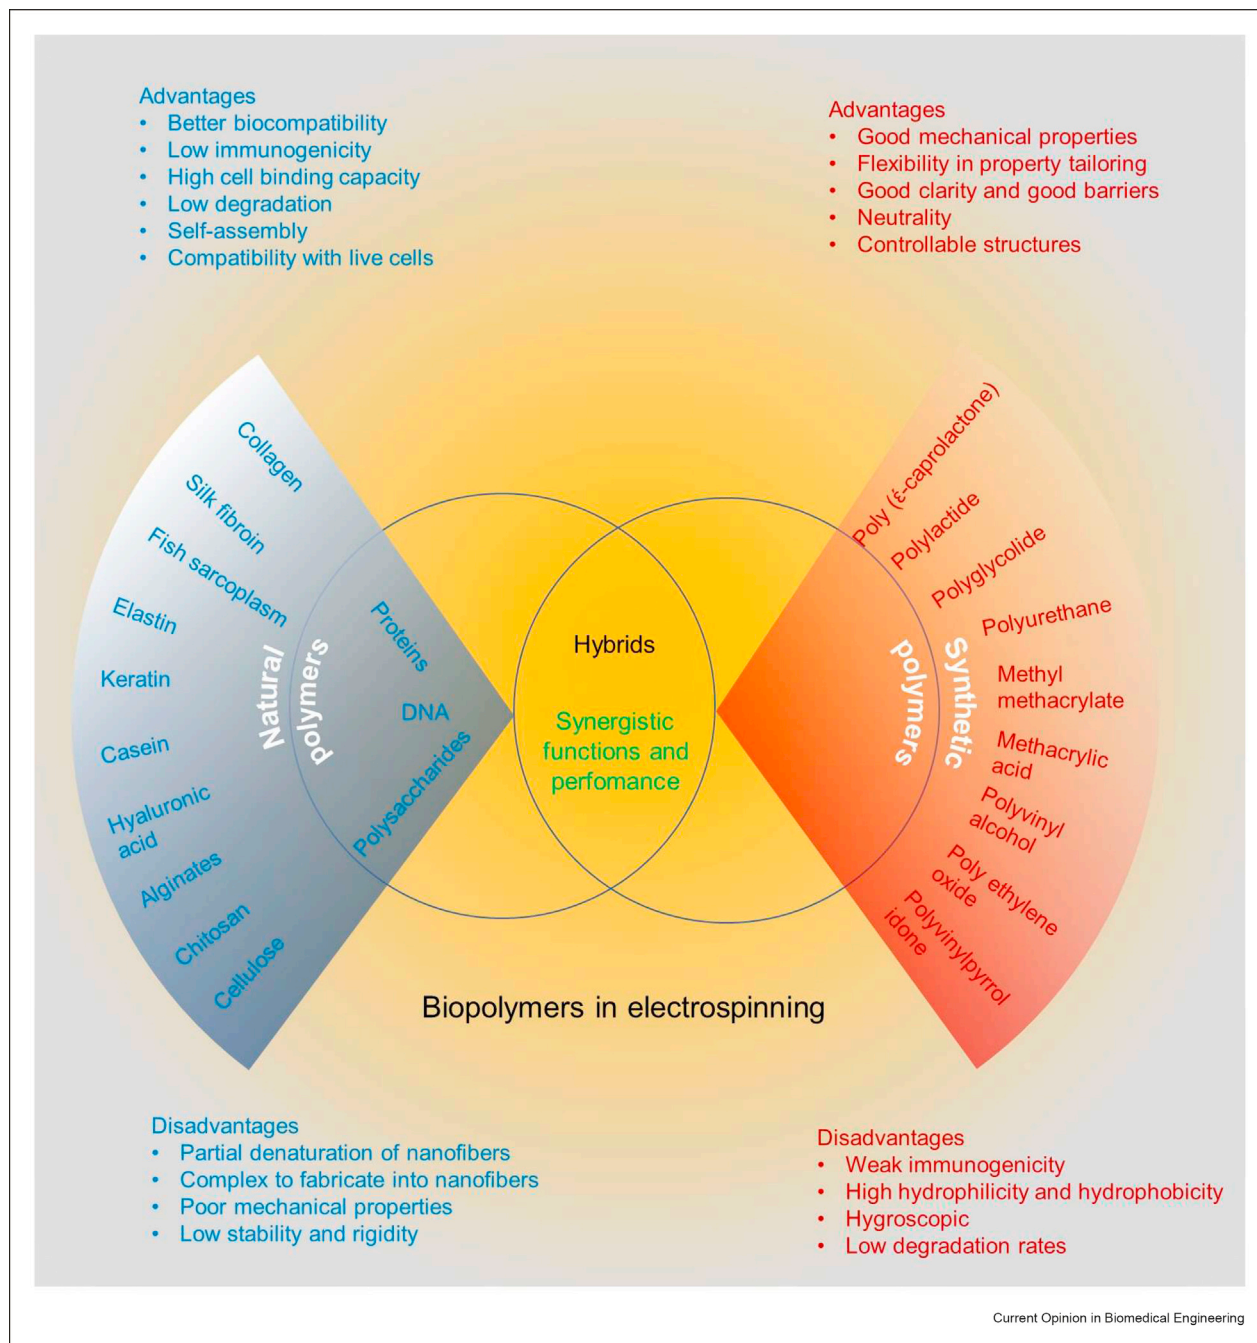 Advantages
• Better biocompatibility
• Low immunogenicity
• High cell binding capacity
• Low degradation
• Self-assembly
• Compatibility with live cells
Advantages
• Good mechanical properties
• Flexibility in property tailoring
• Good clarity and good barriers
• Neutrality
• Controllable structures
Collagen
Silk fibroin
Fish sarcoplasm
Elastin
Keratin
Casein
Hyaluronic
acid
Alginates
Chitosan
Cellulose
Natural
polymers
Proteins
DNA
Polysaccharides
Hybrids
Synergistic
functions and
perfomance
Poly (έ-caprolactone)
Polylactide
Polyglycolide
Polyurethane
Methyl
methacrylate
Methacrylic
acid
Polyvinyl
alcohol
Poly ethylene
oxide
Polyvinylpyrrol
idone
Synthetic
polymers
Biopolymers in electrospinning
Disadvantages
• Partial denaturation of nanofibers
• Complex to fabricate into nanofibers
• Poor mechanical properties
• Low stability and rigidity
Disadvantages
• Weak immunogenicity
• High hydrophilicity and hydrophobicity
• Hygroscopic
• Low degradation rates
Current Opinion in Biomedical Engineering